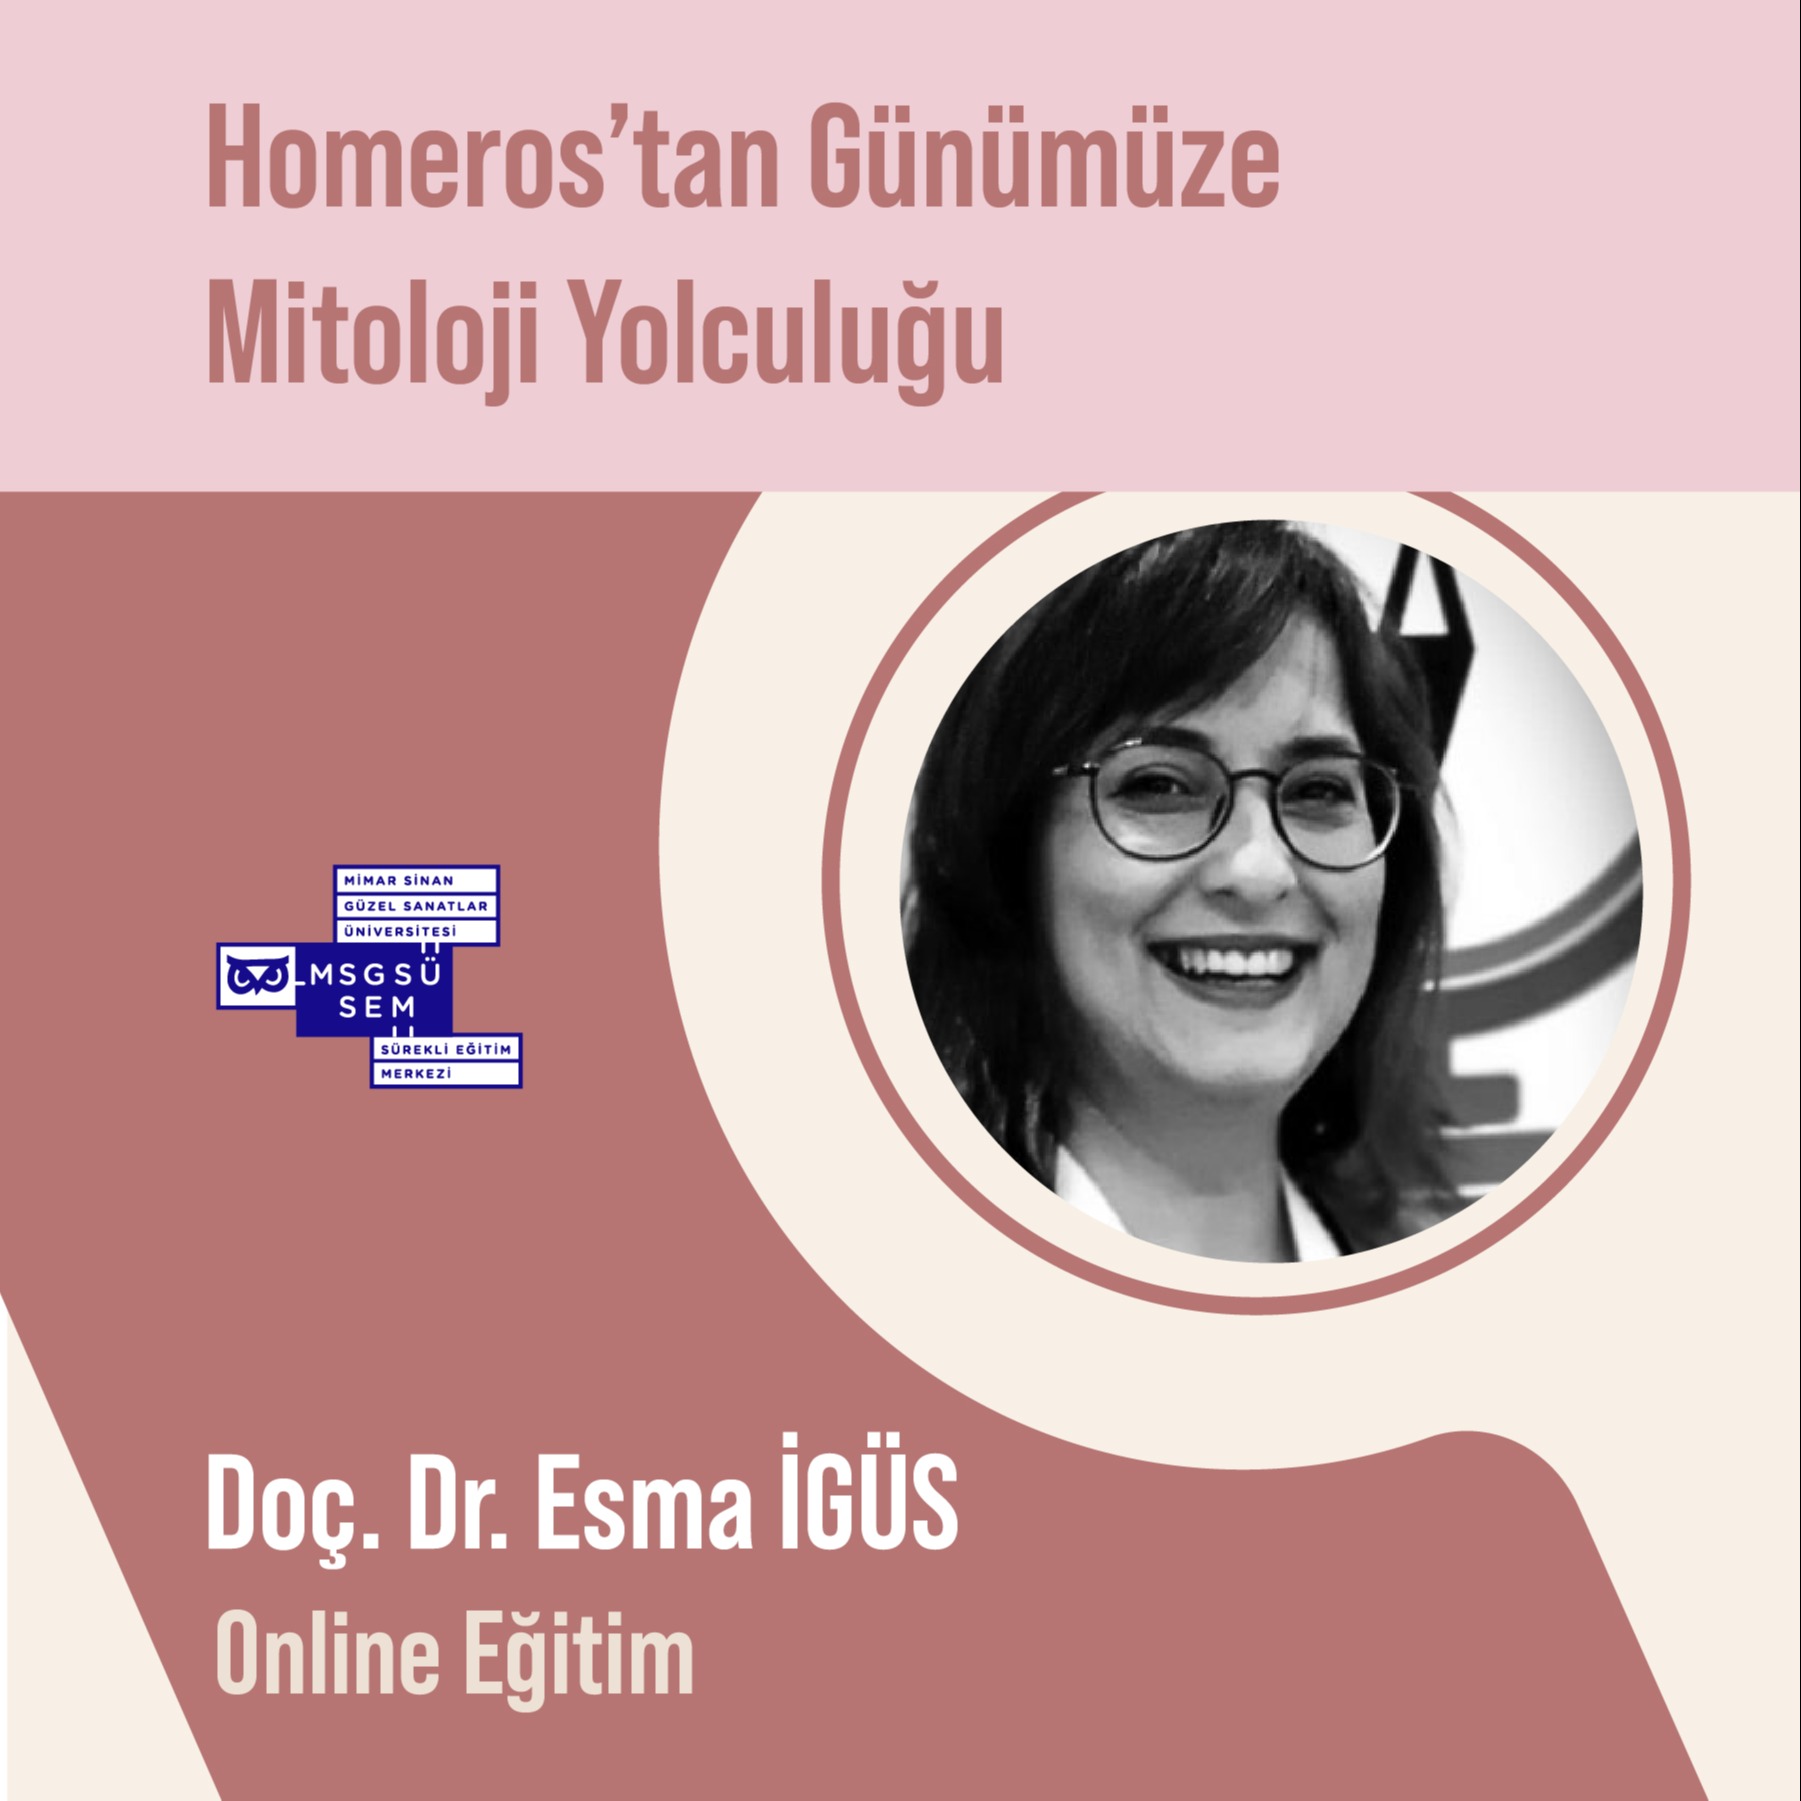 Homeros’tan Günümüze
Mitoloji Yolculuğu
MİMAR SİNAN
GÜZEL SANATLAR
ÜNİVERSİTESİ
MSGSÜ
SEM
SÜREKLİ EĞİTİM
MERKEZİ
Doç. Dr. Esma İGÜS
Online Eğitim